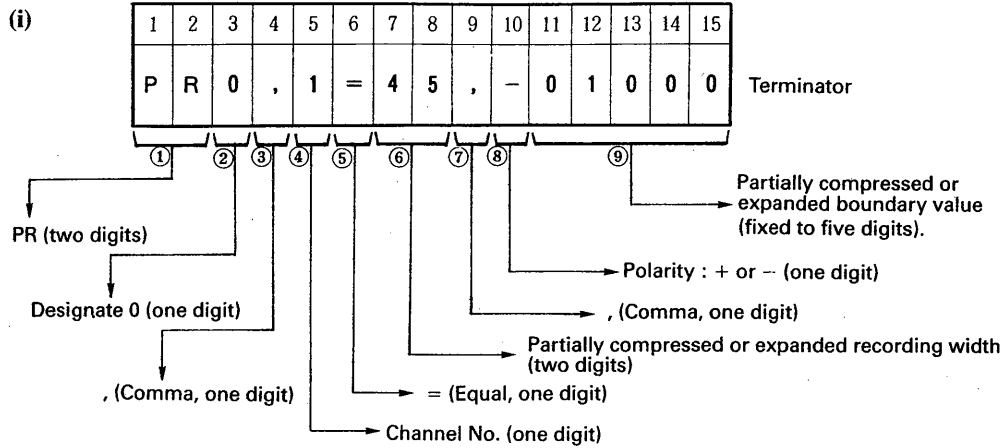 (i)
1 2 3 4 5 6 7 8 9 10 11 12 13 14 15
P R 0 , 1 = 4 5 , − 0 1 0 0 0 Terminator
① ② ③ ④ ⑤ ⑥ ⑦ ⑧ ⑨
Partially compressed or
expanded boundary value
(fixed to five digits).
PR (two digits)
Polarity : + or − (one digit)
Designate 0 (one digit)
, (Comma, one digit)
Partially compressed or expanded recording width
(two digits)
, (Comma, one digit)
= (Equal, one digit)
Channel No. (one digit)